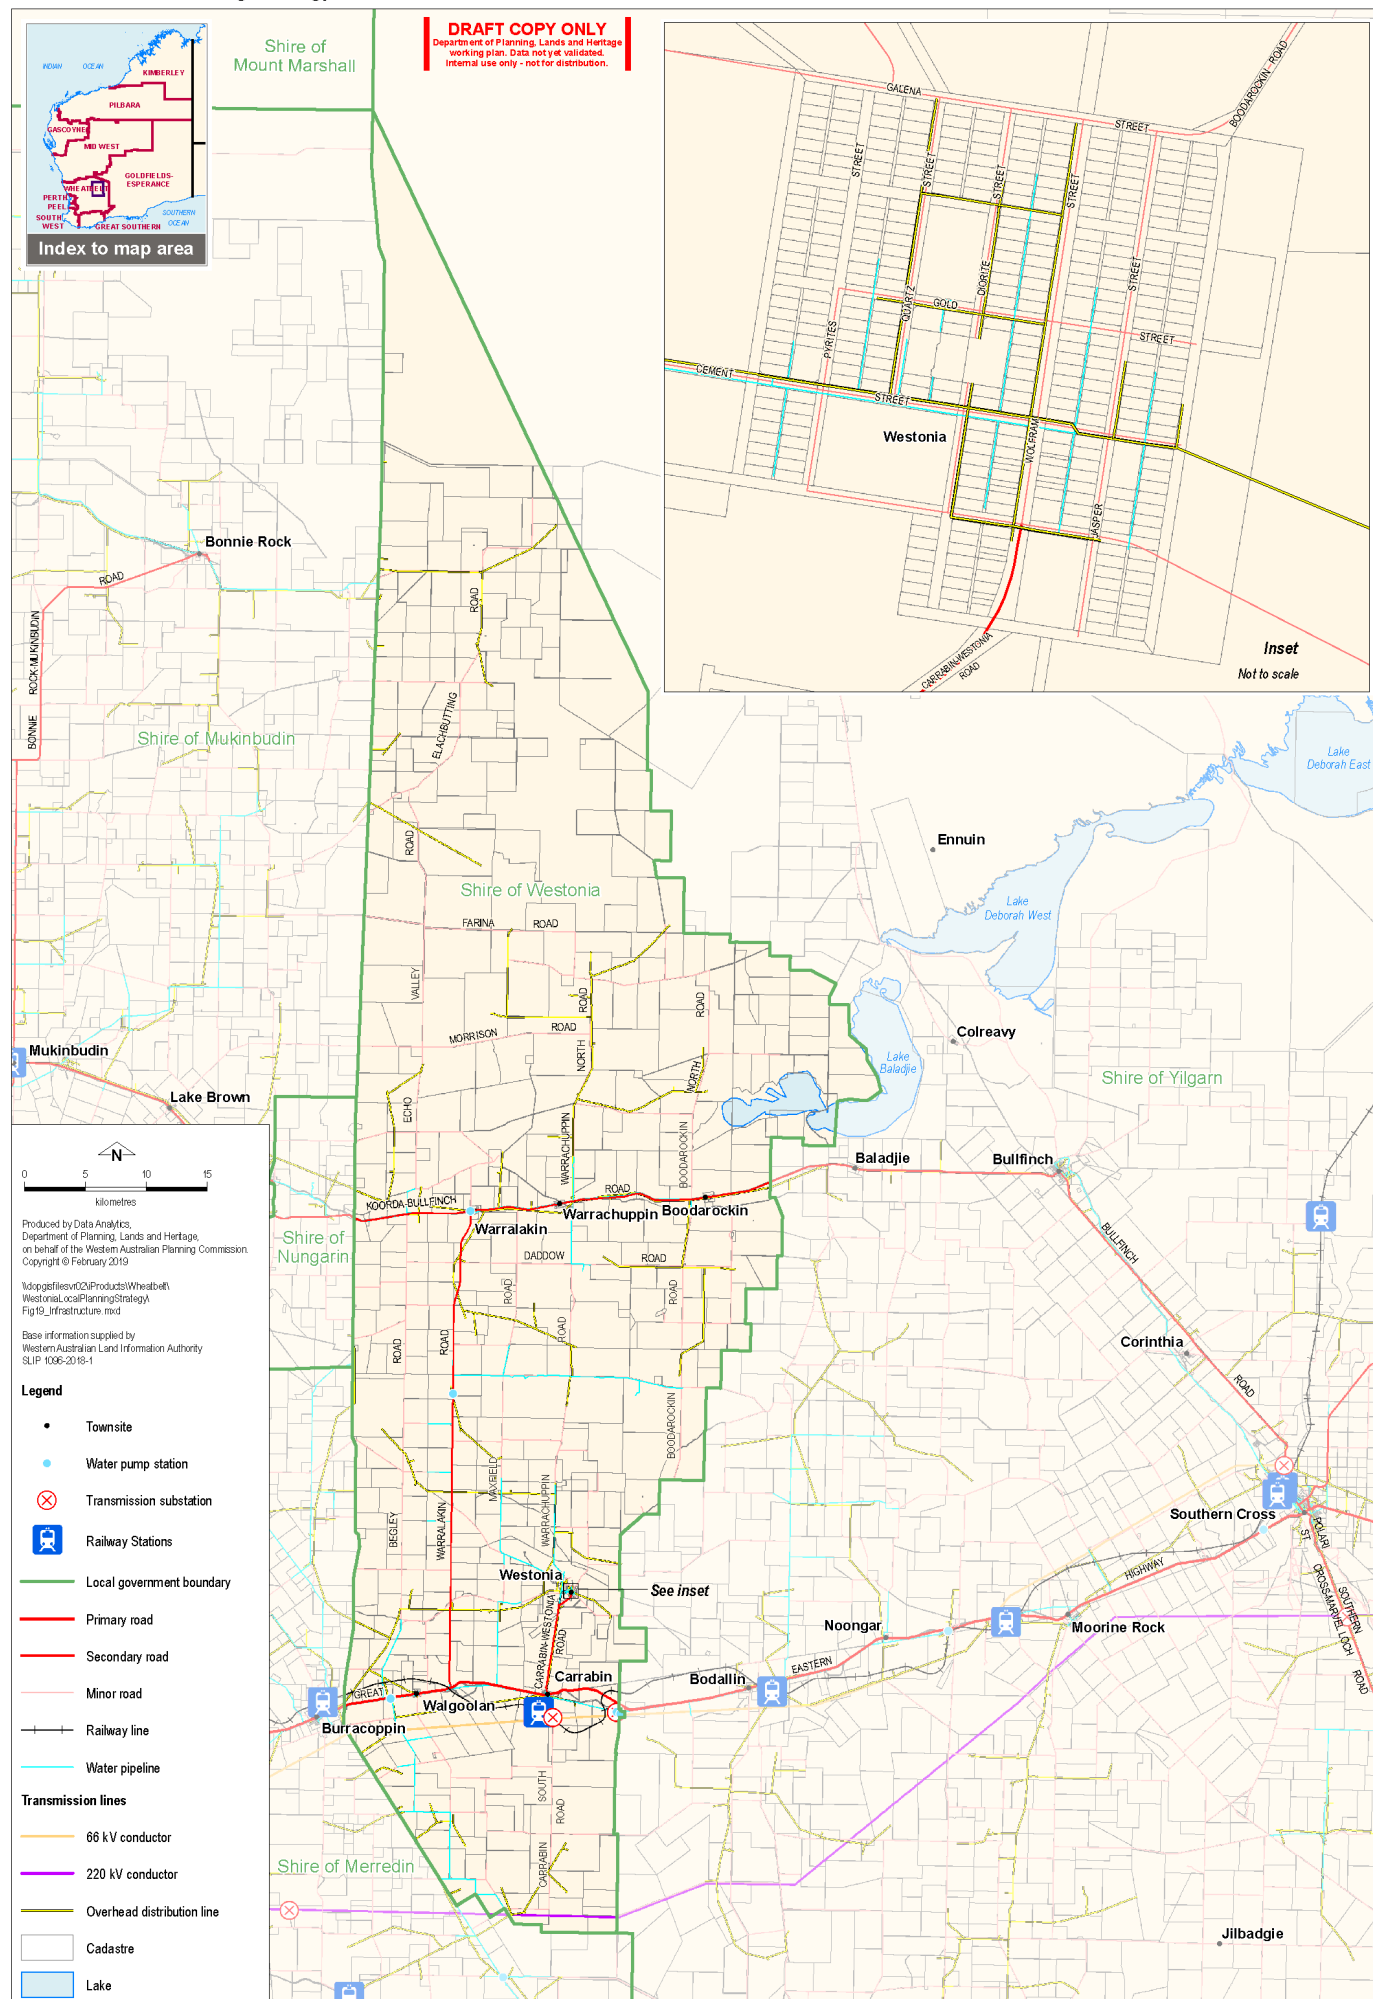 DRAFT COPY ONLY
Department of Planning, Lands and Heritage
working plan. Data not yet validated.
Internal use only - not for distribution.
INDIAN OCEAN
KIMBERLEY
PILBARA
GASCOYNE
MID WEST
GOLDFIELDS-
ESPERANCE
WHEATBELT
PERTH
PEEL
SOUTH
WEST
GREAT SOUTHERN
SOUTHERN
OCEAN
Index to map area
Shire of
Mount Marshall
GALENA
STREET
BOODAROCKIN ROAD
STREET
STREET
STREET
STREET
STREET
QUARTZ
DIORITE
GOLD
STREET
PYRITES
CEMENT
STREET
Westonia
WOLFRAM
JASPER
CARRABIN-WESTONIA
ROAD
Inset
Not to scale
Bonnie Rock
ROAD
BONNIE ROCK-MUKINBUDIN
Shire of Mukinbudin
ROAD
ELACHBUTTING
ROAD
Lake
Deborah East
Ennuin
Shire of Westonia
Lake
Deborah West
FARINA ROAD
VALLEY
ROAD
ROAD
MORRISON ROAD
NORTH
NORTH
Colreavy
Lake
Baladjie
Shire of Yilgarn
Mukinbudin
Lake Brown
ECHO
WARRACHUPPIN
BOODAROCKIN
Baladjie
Bullfinch
KOORDA-BULLFINCH
ROAD
Warralakin
Warrachuppin
Boodarockin
BULLFINCH
ROAD
Shire of
Nungarin
DADDOW
ROAD
ROAD
ROAD
ROAD
ROAD
ROAD
Corinthia
BOODAROCKIN
MAXFIELD
WARRACHUPPIN
BEGLEY
WARRALAKIN
Westonia
See inset
CARRABIN-WESTONIA
ROAD
Southern Cross
POLARI
ST
SOUTHERN
CROSS-MARVEL LOCH
ROAD
HIGHWAY
Noongar
Moorine Rock
EASTERN
Bodallin
Carrabin
GREAT
Walgoolan
Burracoppin
SOUTH
ROAD
CARRABIN
Shire of Merredin
Jilbadgie
N
0 5 10 15
kilometres
Produced by Data Analytics,
Department of Planning, Lands and Heritage,
on behalf of the Western Australian Planning Commission.
Copyright © February 2019
\\dopgisfilesvr02\iProducts\Wheatbelt\
WestoniaLocalPlanningStrategy\
Fig19_Infrastructure.mxd
Base information supplied by
Western Australian Land Information Authority
SLIP 1096-2018-1
Legend
Townsite
Water pump station
Transmission substation
Railway Stations
Local government boundary
Primary road
Secondary road
Minor road
Railway line
Water pipeline
Transmission lines
66 kV conductor
220 kV conductor
Overhead distribution line
Cadastre
Lake